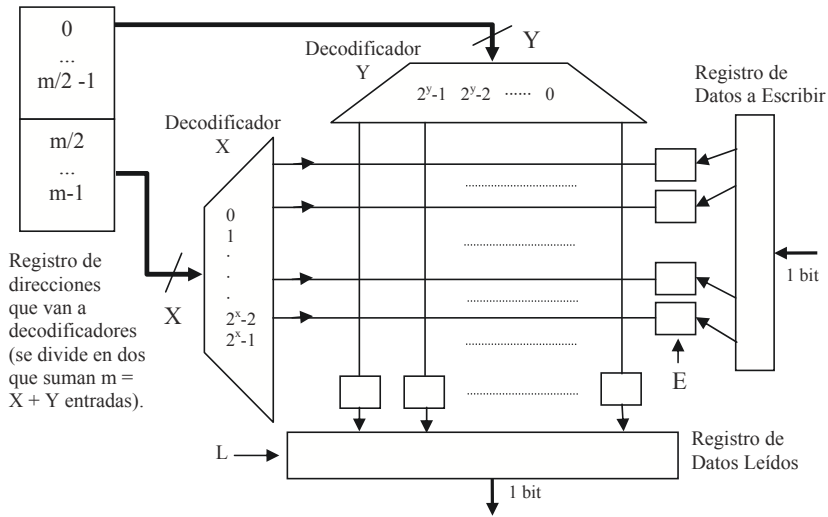 0
...
m/2 -1
m/2
...
m-1
Registro de
direcciones
que van a
decodificadores
(se divide en dos
que suman m =
X + Y entradas).
Decodificador
Y
Y
2^y-1 2^y-2 ...... 0
Decodificador
X
X
0
1
.
.
.
2^x-2
2^x-1
Registro de
Datos a Escribir
1 bit
E
L
Registro de
Datos Leídos
1 bit